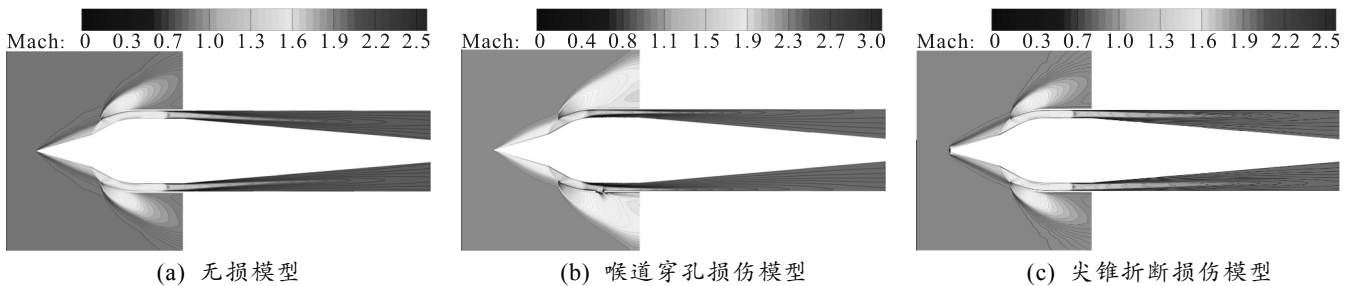 Mach: 0 0.3 0.7 1.0 1.3 1.6 1.9 2.2 2.5
Mach: 0 0.4 0.8 1.1 1.5 1.9 2.3 2.7 3.0
Mach: 0 0.3 0.7 1.0 1.3 1.6 1.9 2.2 2.5
(a) 无损模型
(b) 喉道穿孔损伤模型
(c) 尖锥折断损伤模型